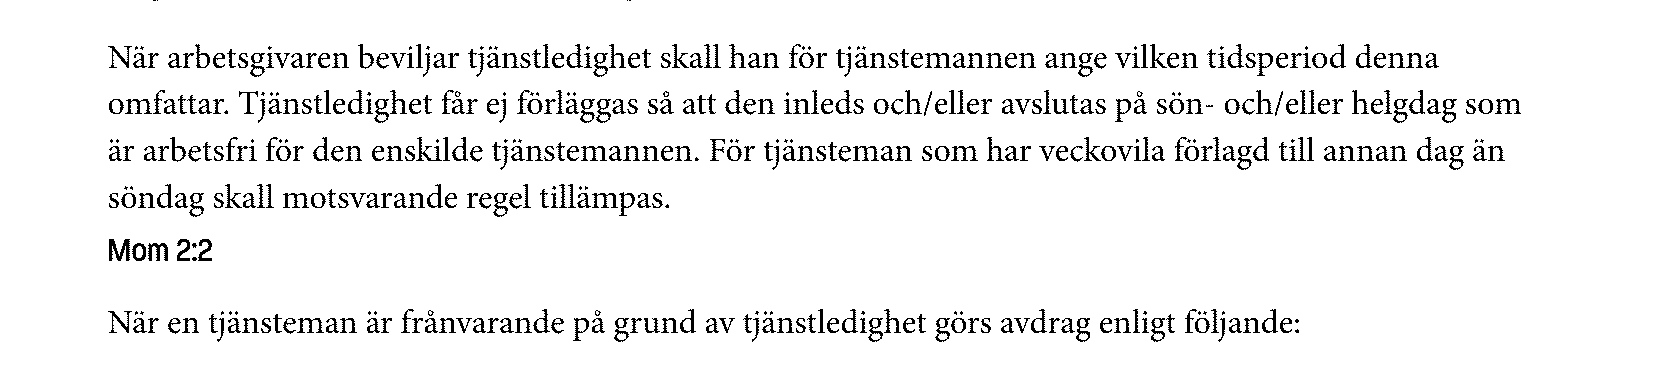 När arbetsgivaren beviljar tjänstledighet skall han för tjänstemannen ange vilken tidsperiod denna
omfattar. Tjänstledighet får ej förläggas så att den inleds och/eller avslutas på sön- och/eller helgdag som
är arbetsfri för den enskilde tjänstemannen. För tjänsteman som har veckovila förlagd till annan dag än
söndag skall motsvarande regel tillämpas.
Mom 2:2
När en tjänsteman är frånvarande på grund av tjänstledighet görs avdrag enligt följande: